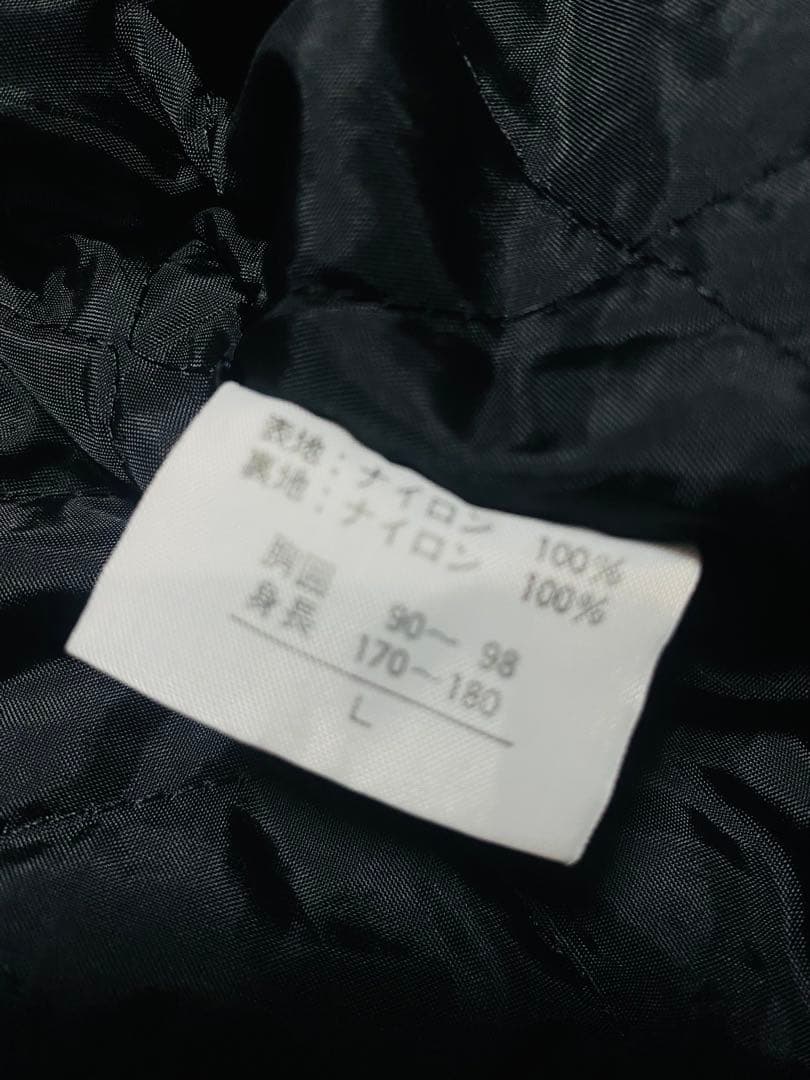 表地：ナイロン 100%
裏地：ナイロン 100%
胸囲 90〜 98
身長 170〜180
L